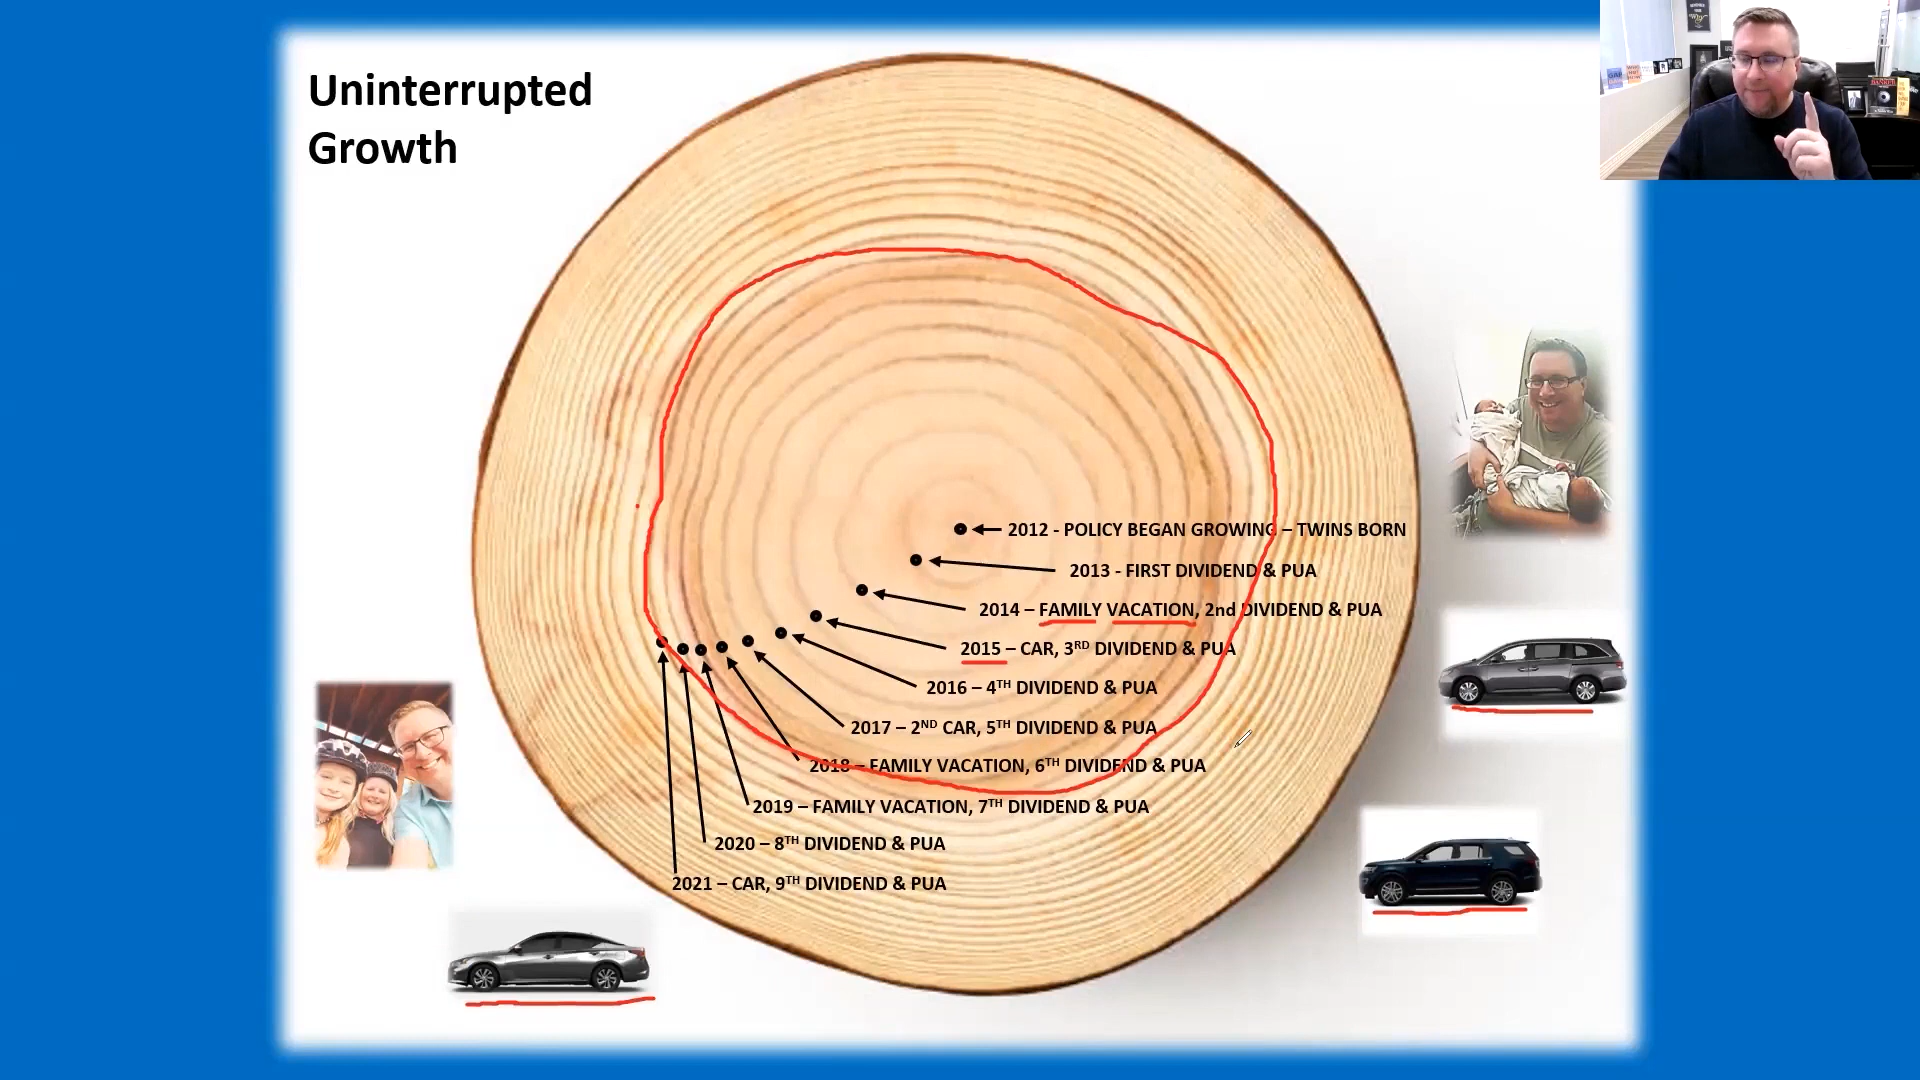 Uninterrupted
Growth
2012 - POLICY BEGAN GROWING – TWINS BORN
2013 - FIRST DIVIDEND & PUA
2014 – FAMILY VACATION, 2nd DIVIDEND & PUA
2015 – CAR, 3RD DIVIDEND & PUA
2016 – 4TH DIVIDEND & PUA
2017 – 2ND CAR, 5TH DIVIDEND & PUA
2018 – FAMILY VACATION, 6TH DIVIDEND & PUA
2019 – FAMILY VACATION, 7TH DIVIDEND & PUA
2020 – 8TH DIVIDEND & PUA
2021 – CAR, 9TH DIVIDEND & PUA